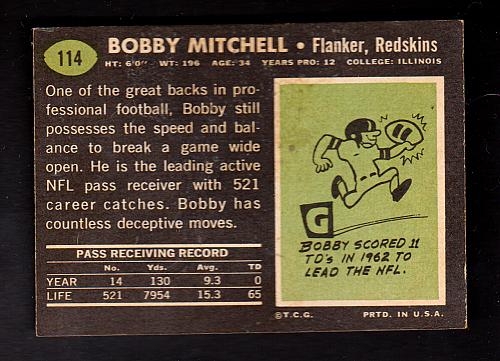 114
BOBBY MITCHELL • Flanker, Redskins
HT: 6'0" WT: 196 AGE: 34 YEARS PRO: 12 COLLEGE: ILLINOIS
One of the great backs in pro-
fessional football, Bobby still
possesses the speed and bal-
ance to break a game wide
open. He is the leading active
NFL pass receiver with 521
career catches. Bobby has
countless deceptive moves.
PASS RECEIVING RECORD
No. Yds. Avg. TD
YEAR 14 130 9.3 0
LIFE 521 7954 15.3 65
G
BOBBY SCORED 11
TD's IN 1962 TO
LEAD THE NFL.
©T.C.G. PRTD. IN U.S.A.